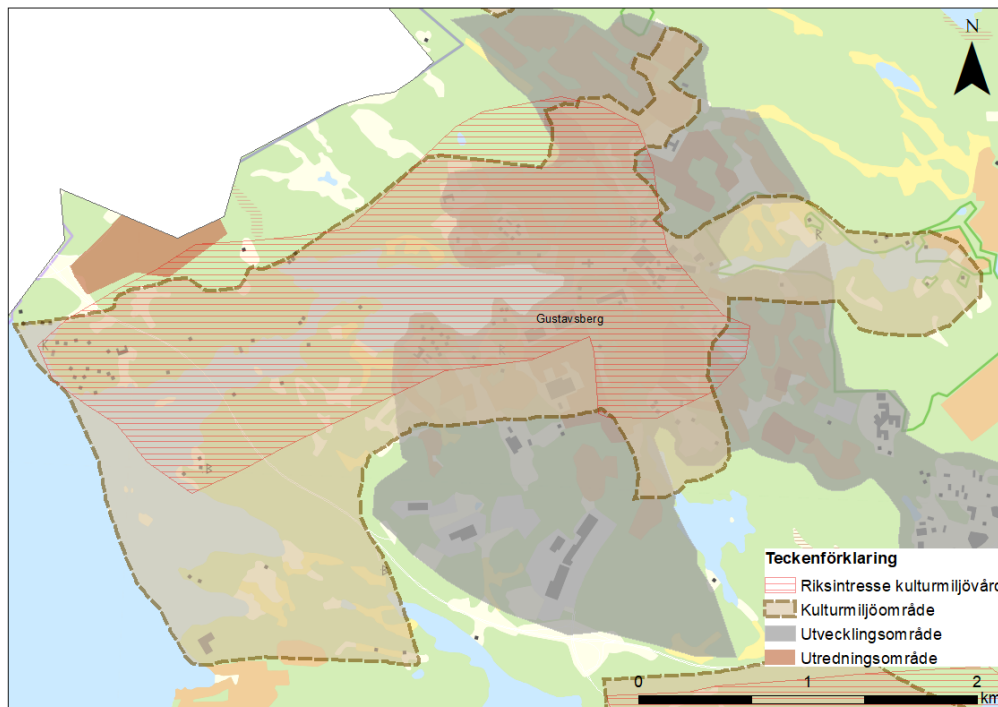 N
Gustavsberg
Teckenförklaring
Riksintresse kulturmiljövård
Kulturmiljöområde
Utvecklingsområde
Utredningsområde
0 1 2
km